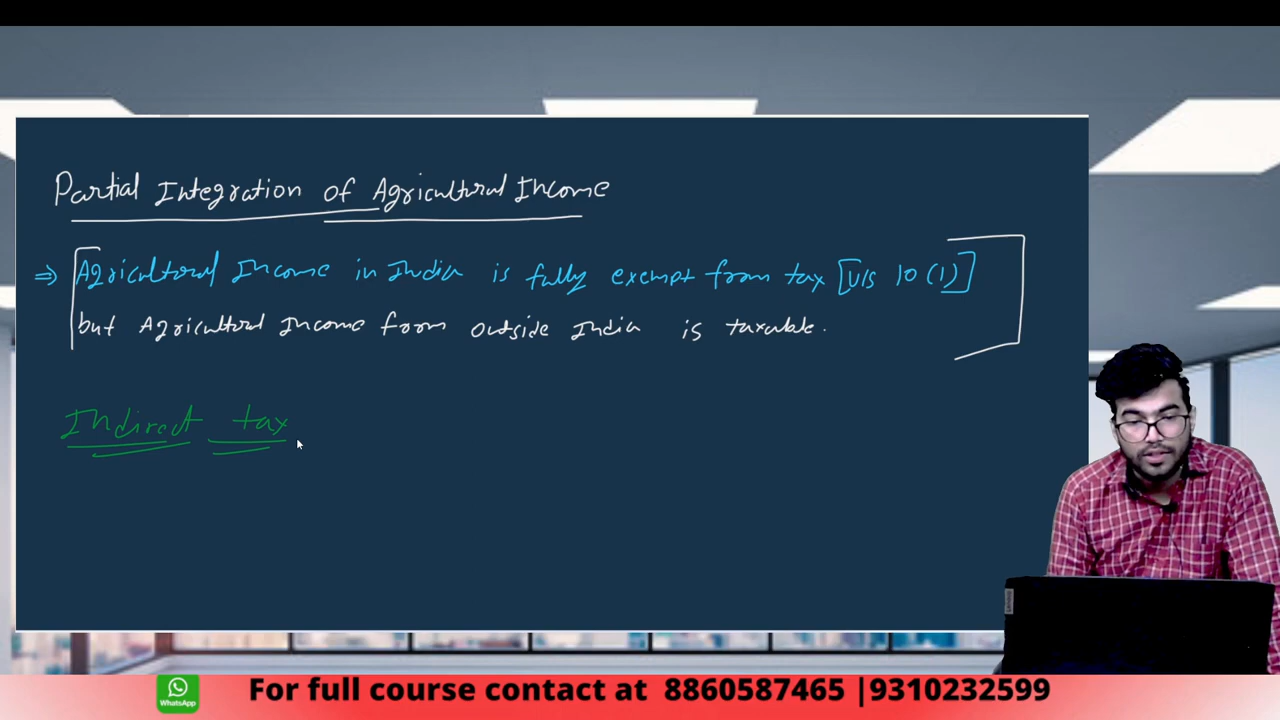 Partial Integration of Agricultural Income
⇒ Agricultural Income in India is fully exempt from tax [U/S 10 (1)]
but Agricultural Income from outside India is taxable.
Indirect tax
WhatsApp
For full course contact at 8860587465 |9310232599